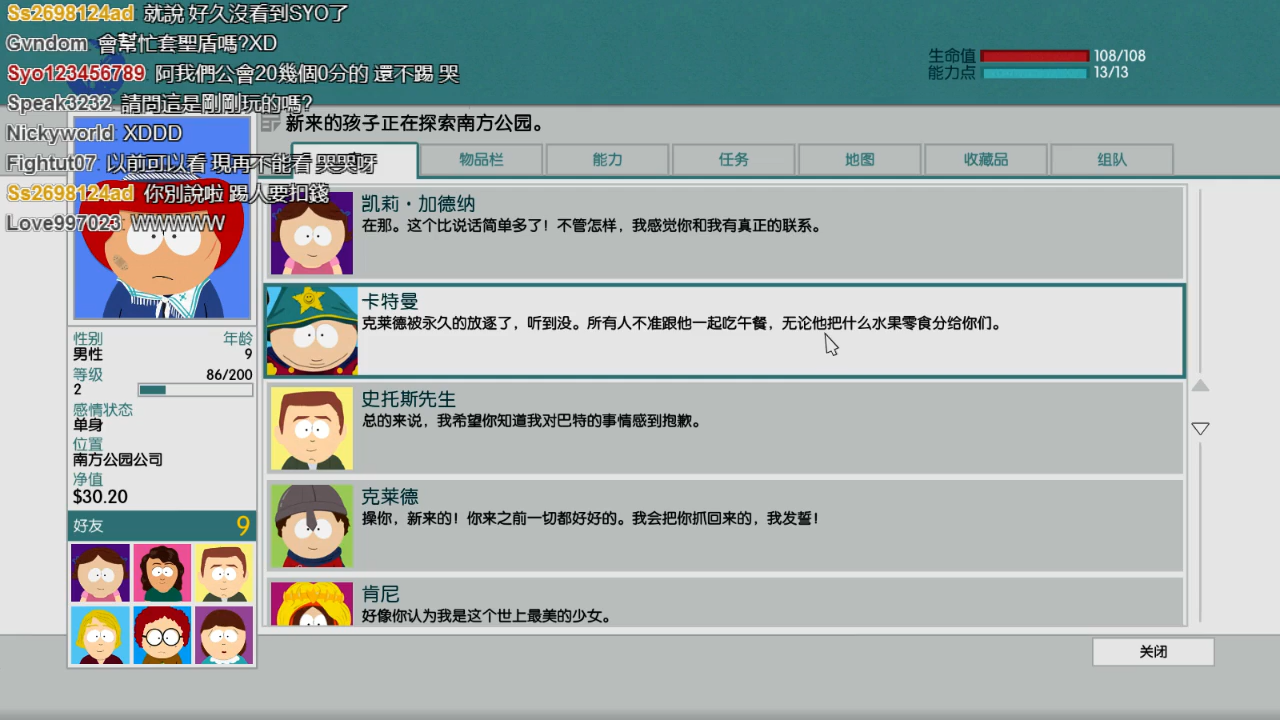 Ss2698124ad 就說 好久沒看到SYO了
Gvndom 會幫忙套聖盾嗎?XD
Syo123456789 阿我們公會20幾個0分的 還不踢 哭
Speak3232 請問這是剛剛玩的嗎?
Nickyworld XDDD
Fightut07 以前可以看 現再不能看 哭哭呀
Ss2698124ad 你別說啦 踢人要扣錢
Love997023 WWWWW
生命值 108/108
能力点 13/13
新来的孩子正在探索南方公园。
物品栏
能力
任务
地图
收藏品
组队
凯莉·加德纳
在那。这个比说话简单多了！不管怎样，我感觉你和我有真正的联系。
卡特曼
克莱德被永久的放逐了，听到没。所有人不准跟他一起吃午餐，无论他把什么水果零食分给你们。
史托斯先生
总的来说，我希望你知道我对巴特的事情感到抱歉。
克莱德
操你，新来的！你来之前一切都好好的。我会把你抓回来的，我发誓！
肯尼
好像你认为我是这个世上最美的少女。
性别 年龄
男性 9
等级 86/200
2
感情状态
单身
位置
南方公园公司
净值
$30.20
好友 9
关闭